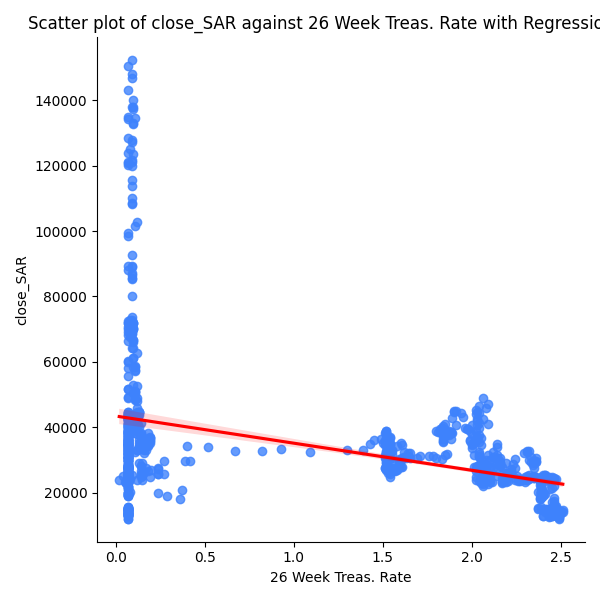 Scatter plot of close_SAR against 26 Week Treas. Rate with Regressio
140000
120000
100000
80000
60000
40000
20000
close_SAR
0.0 0.5 1.0 1.5 2.0 2.5
26 Week Treas. Rate